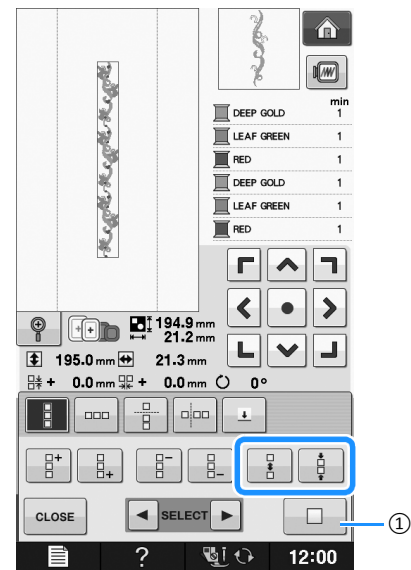 min
DEEP GOLD 1
LEAF GREEN 1
RED 1
DEEP GOLD 1
LEAF GREEN 1
RED 1
194.9 mm
21.2 mm
195.0 mm 21.3 mm
+ 0.0 mm + 0.0 mm 0°
CLOSE SELECT ①
? 12:00